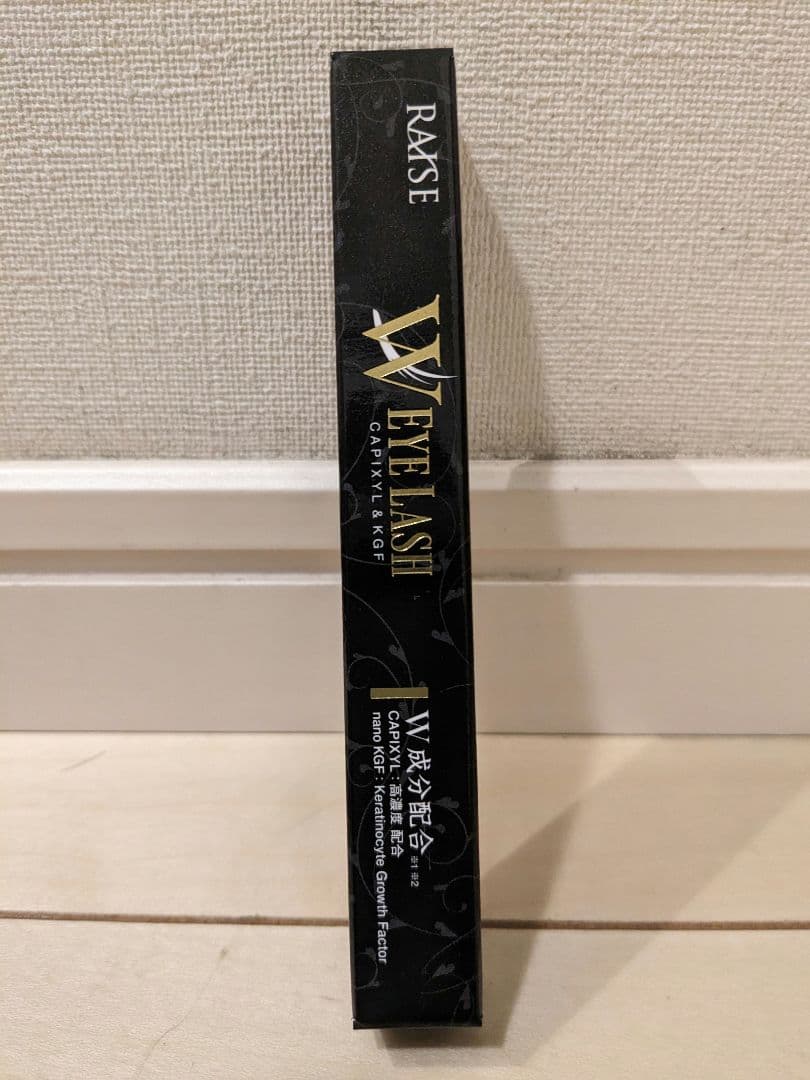 RAISE
W EYE LASH
CAPIXYL & KGF
W成分配合 ※1 ※2
CAPIXYL:高濃度 配合
nano KGF:Keratinocyte Growth Factor